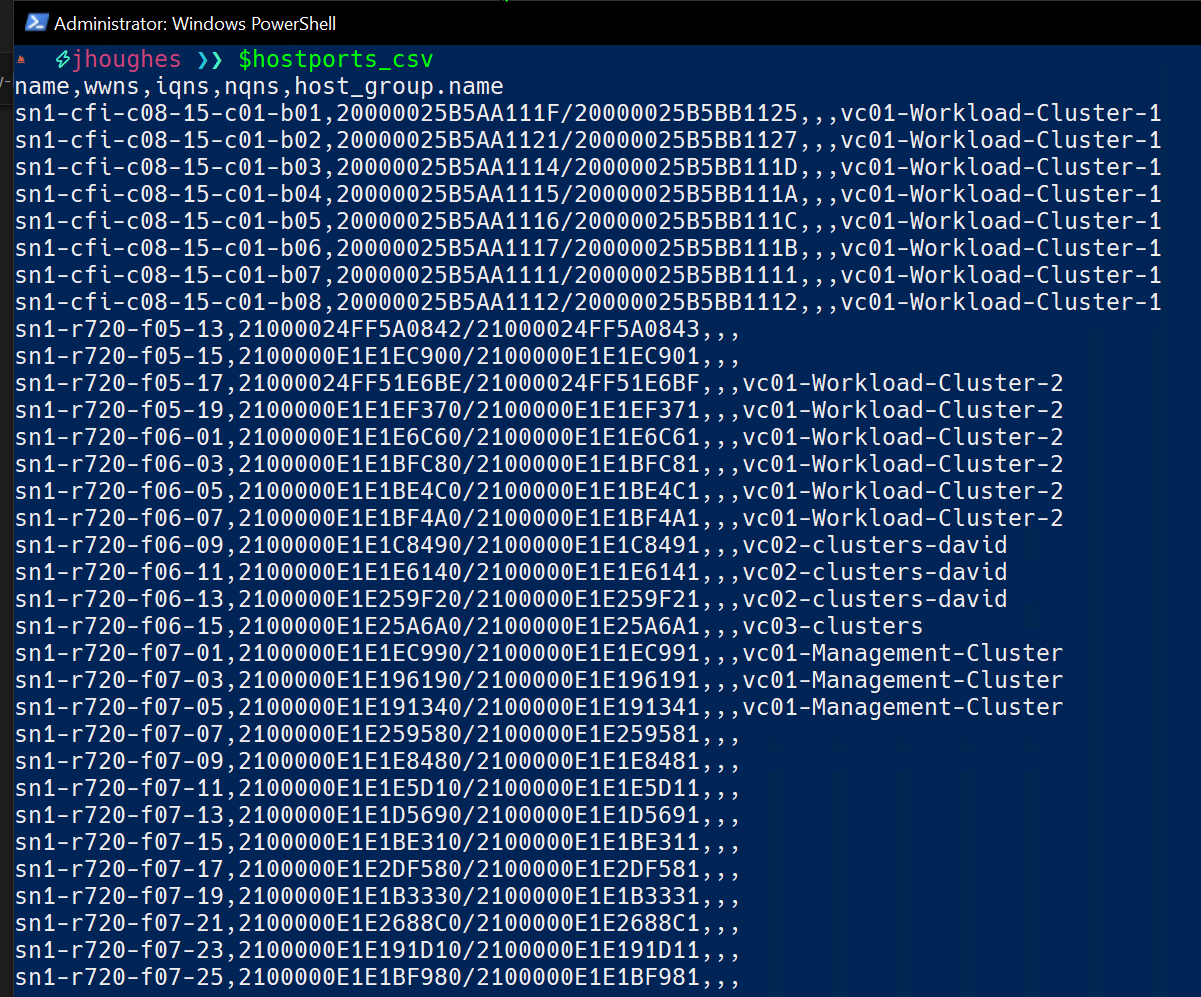 Administrator: Windows PowerShell
jhoughes ❯❯ $hostports_csv
name,wwns,iqns,nqns,host_group.name
sn1-cfi-c08-15-c01-b01,20000025B5AA111F/20000025B5BB1125,,,vc01-Workload-Cluster-1
sn1-cfi-c08-15-c01-b02,20000025B5AA1121/20000025B5BB1127,,,vc01-Workload-Cluster-1
sn1-cfi-c08-15-c01-b03,20000025B5AA1114/20000025B5BB111D,,,vc01-Workload-Cluster-1
sn1-cfi-c08-15-c01-b04,20000025B5AA1115/20000025B5BB111A,,,vc01-Workload-Cluster-1
sn1-cfi-c08-15-c01-b05,20000025B5AA1116/20000025B5BB111C,,,vc01-Workload-Cluster-1
sn1-cfi-c08-15-c01-b06,20000025B5AA1117/20000025B5BB111B,,,vc01-Workload-Cluster-1
sn1-cfi-c08-15-c01-b07,20000025B5AA1111/20000025B5BB1111,,,vc01-Workload-Cluster-1
sn1-cfi-c08-15-c01-b08,20000025B5AA1112/20000025B5BB1112,,,vc01-Workload-Cluster-1
sn1-r720-f05-13,21000024FF5A0842/21000024FF5A0843,,,
sn1-r720-f05-15,2100000E1E1EC900/2100000E1E1EC901,,,
sn1-r720-f05-17,21000024FF51E6BE/21000024FF51E6BF,,,vc01-Workload-Cluster-2
sn1-r720-f05-19,2100000E1E1EF370/2100000E1E1EF371,,,vc01-Workload-Cluster-2
sn1-r720-f06-01,2100000E1E1E6C60/2100000E1E1E6C61,,,vc01-Workload-Cluster-2
sn1-r720-f06-03,2100000E1E1BFC80/2100000E1E1BFC81,,,vc01-Workload-Cluster-2
sn1-r720-f06-05,2100000E1E1BE4C0/2100000E1E1BE4C1,,,vc01-Workload-Cluster-2
sn1-r720-f06-07,2100000E1E1BF4A0/2100000E1E1BF4A1,,,vc01-Workload-Cluster-2
sn1-r720-f06-09,2100000E1E1C8490/2100000E1E1C8491,,,vc02-clusters-david
sn1-r720-f06-11,2100000E1E1E6140/2100000E1E1E6141,,,vc02-clusters-david
sn1-r720-f06-13,2100000E1E259F20/2100000E1E259F21,,,vc02-clusters-david
sn1-r720-f06-15,2100000E1E25A6A0/2100000E1E25A6A1,,,vc03-clusters
sn1-r720-f07-01,2100000E1E1EC990/2100000E1E1EC991,,,vc01-Management-Cluster
sn1-r720-f07-03,2100000E1E196190/2100000E1E196191,,,vc01-Management-Cluster
sn1-r720-f07-05,2100000E1E191340/2100000E1E191341,,,vc01-Management-Cluster
sn1-r720-f07-07,2100000E1E259580/2100000E1E259581,,,
sn1-r720-f07-09,2100000E1E1E8480/2100000E1E1E8481,,,
sn1-r720-f07-11,2100000E1E1E5D10/2100000E1E1E5D11,,,
sn1-r720-f07-13,2100000E1E1D5690/2100000E1E1D5691,,,
sn1-r720-f07-15,2100000E1E1BE310/2100000E1E1BE311,,,
sn1-r720-f07-17,2100000E1E2DF580/2100000E1E2DF581,,,
sn1-r720-f07-19,2100000E1E1B3330/2100000E1E1B3331,,,
sn1-r720-f07-21,2100000E1E2688C0/2100000E1E2688C1,,,
sn1-r720-f07-23,2100000E1E191D10/2100000E1E191D11,,,
sn1-r720-f07-25,2100000E1E1BF980/2100000E1E1BF981,,,